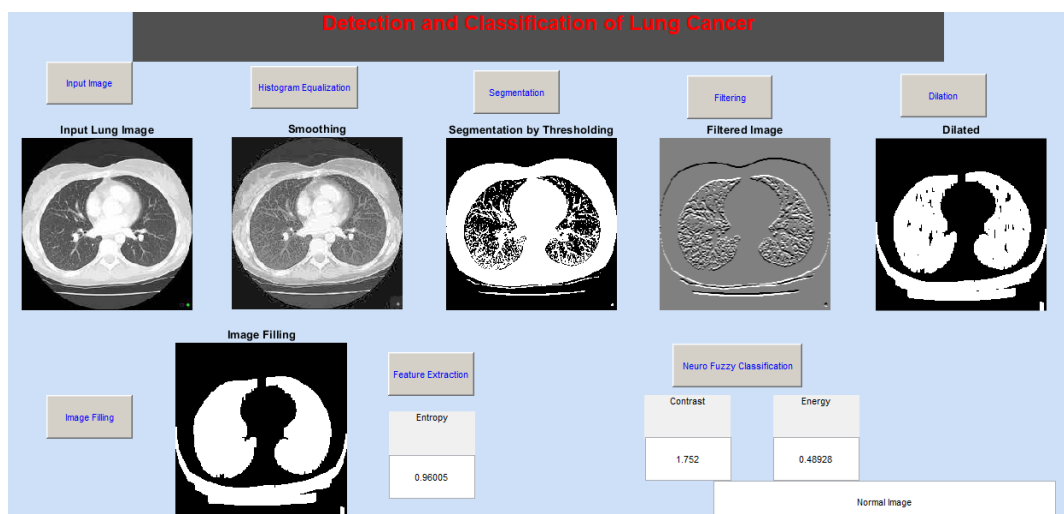 Detection and Classification of Lung Cancer
Input Image
Histogram Equalization
Segmentation
Filtering
Dilation
Input Lung Image
Smoothing
Segmentation by Thresholding
Filtered Image
Dilated
Image Filling
Feature Extraction
Neuro Fuzzy Classification
Image Filling
Entropy
Contrast
Energy
0.96005
1.752
0.48928
Normal Image